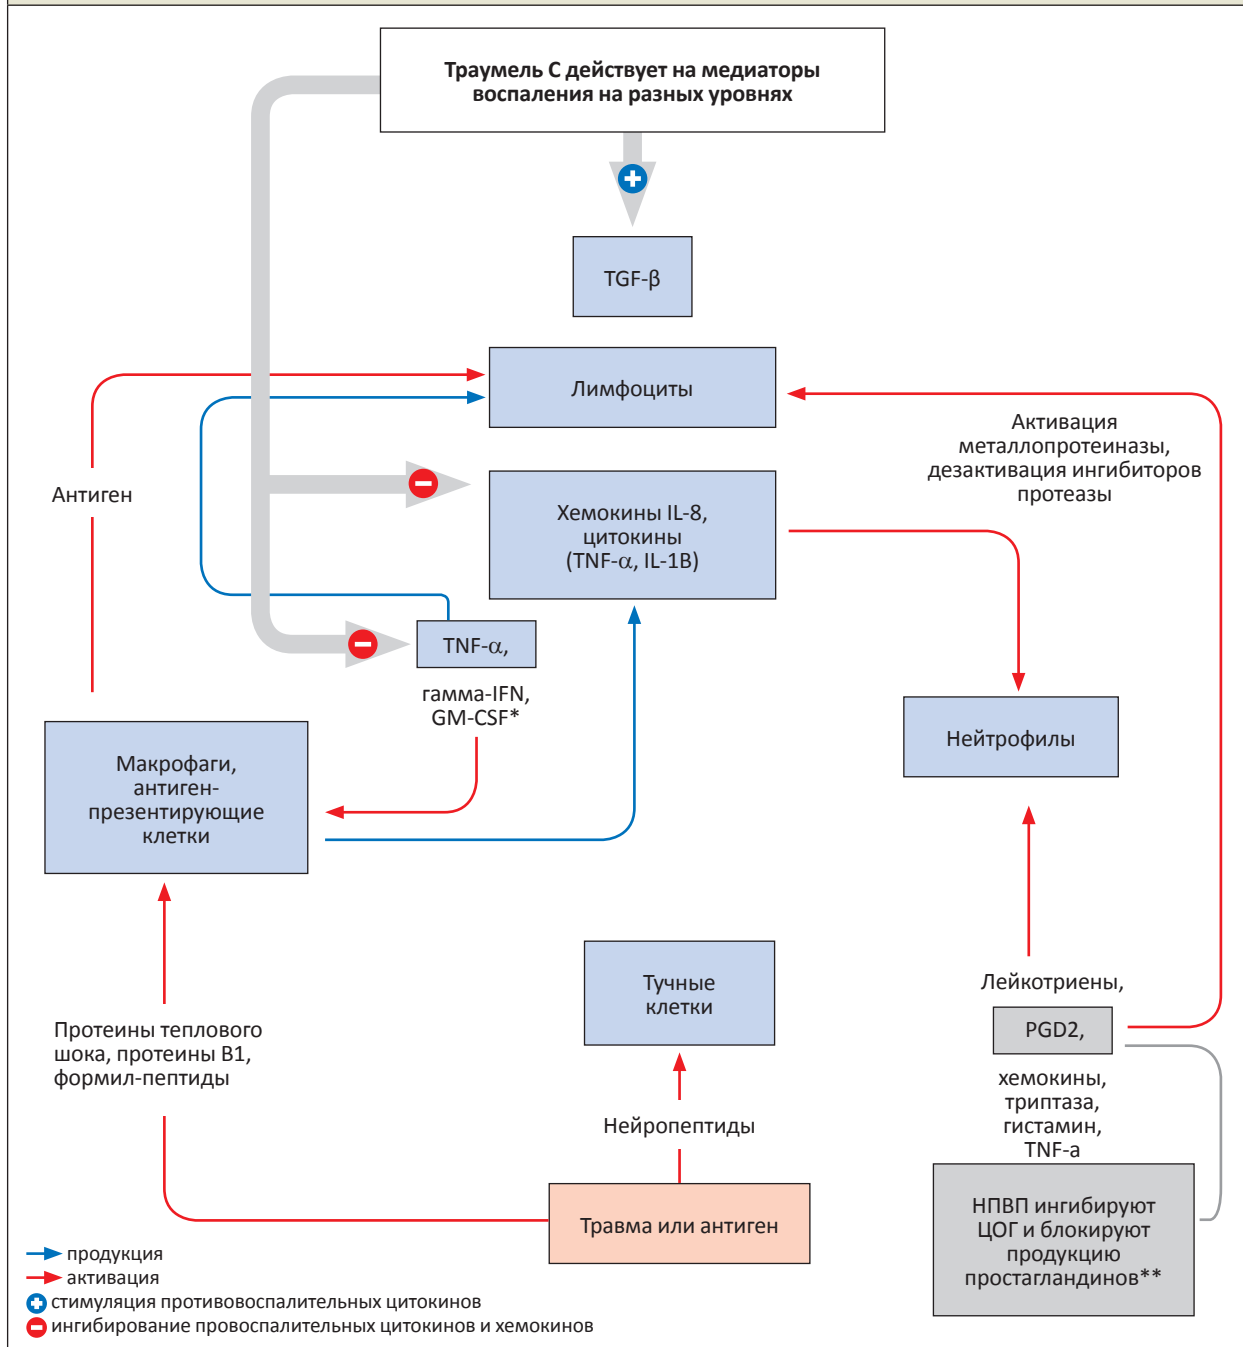 Траумель С действует на медиаторы
воспаления на разных уровнях
TGF-β
Лимфоциты
Активация
металлопротеиназы,
дезактивация ингибиторов
протеазы
Антиген
Хемокины IL-8,
цитокины
(TNF-α, IL-1B)
TNF-α,
гамма-IFN,
GM-CSF*
Нейтрофилы
Макрофаги,
антиген-
презентирующие
клетки
Тучные
клетки
Лейкотриены,
PGD2,
хемокины,
триптаза,
гистамин,
TNF-a
Протеины теплового
шока, протеины B1,
формил-пептиды
Нейропептиды
Травма или антиген
НПВП ингибируют
ЦОГ и блокируют
продукцию
простагландинов**
продукция
активация
стимуляция противовоспалительных цитокинов
ингибирование провоспалительных цитокинов и хемокинов